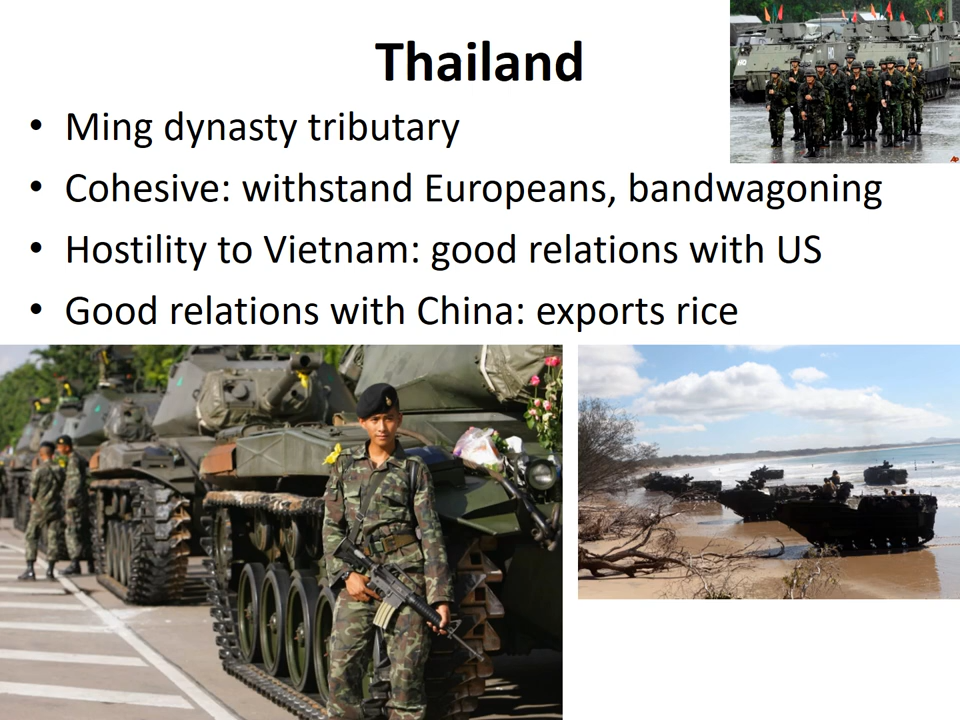 Thailand
• Ming dynasty tributary
• Cohesive: withstand Europeans, bandwagoning
• Hostility to Vietnam: good relations with US
• Good relations with China: exports rice